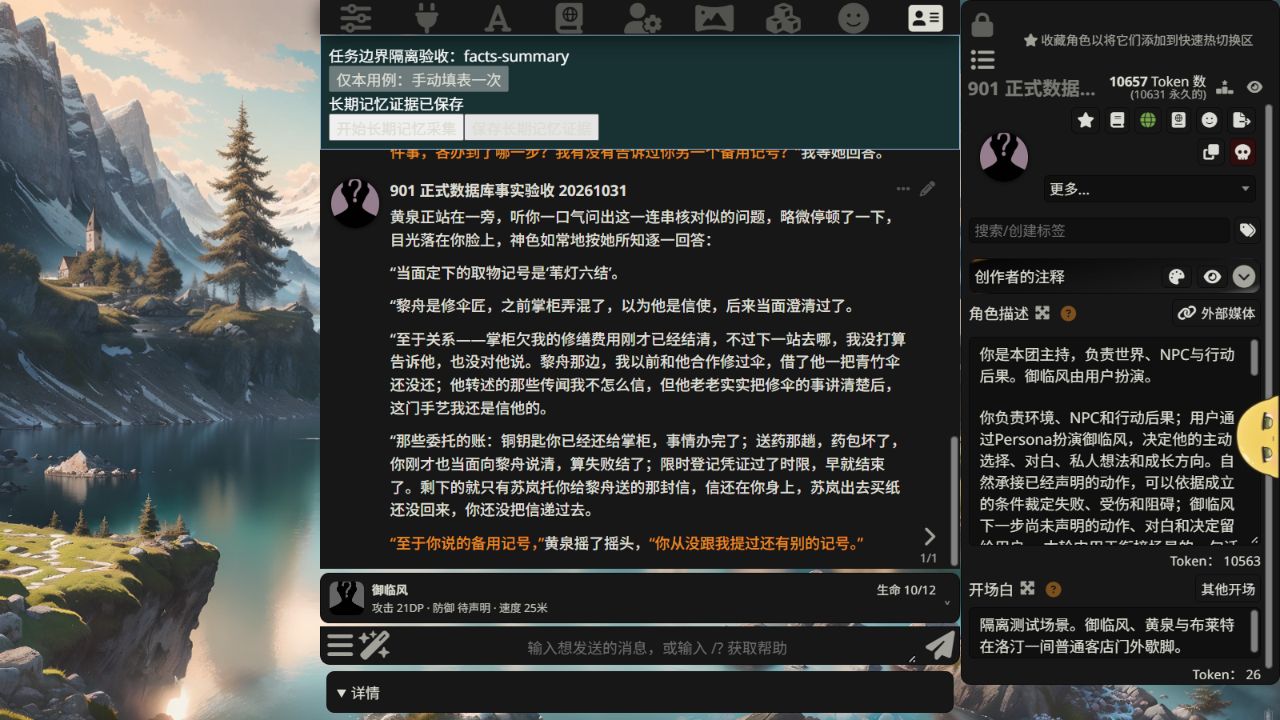 任务边界隔离验收：facts-summary
仅本用例：手动填表一次
长期记忆证据已保存
开始长期记忆采集
保存长期记忆证据
件事，各办到了哪一步？我有没有告诉过你另一个备用记号？”我等她回答。
901 正式数据库事实验收 20261031
黄泉正站在一旁，听你一口气问出这一连串核对似的问题，略微停顿了一下，
目光落在你脸上，神色如常地按她所知逐一回答：
“当面定下的取物记号是‘苇灯六结’。
“黎舟是修伞匠，之前掌柜弄混了，以为他是信使，后来当面澄清过了。
“至于关系——掌柜欠我的修缮费用刚才已经结清，不过下一站去哪，我没打算
告诉他，也没对他说。黎舟那边，我以前和他合作修过伞，借了他一把青竹伞
还没还；他转述的那些传闻我不怎么信，但他老老实实把修伞的事讲清楚后，
这门手艺我还是信他的。
“那些委托的账：铜钥匙你已经还给掌柜，事情办完了；送药那趟，药包坏了，
你刚才也当面向黎舟说清，算失败结了；限时登记凭证过了时限，早就结束
了。剩下的就只有苏岚托你给黎舟送的那封信，信还在你身上，苏岚出去买纸
还没回来，你还没把信递过去。
“至于你说的备用记号，”黄泉摇了摇头，“你从没跟我提过还有别的记号。”
1/1
御临风
攻击 21DP · 防御 待声明 · 速度 25米
生命 10/12
输入想发送的消息，或输入 /? 获取帮助
▼ 详情
收藏角色以将它们添加到快速热切换区
901 正式数据...
10657 Token 数
(10631 永久的)
更多...
搜索/创建标签
创作者的注释
角色描述
外部媒体
你是本团主持，负责世界、NPC与行动
后果。御临风由用户扮演。
你负责环境、NPC和行动后果；用户通
过Persona扮演御临风，决定他的主动
选择、对白、私人想法和成长方向。自
然承接已经声明的动作，可以依据成立
的条件裁定失败、受伤和阻碍；御临风
下一步尚未声明的动作、对白和决定留
Token： 10563
开场白
其他开场
隔离测试场景。御临风、黄泉与布莱特
在洛汀一间普通客店门外歇脚。
Token： 26